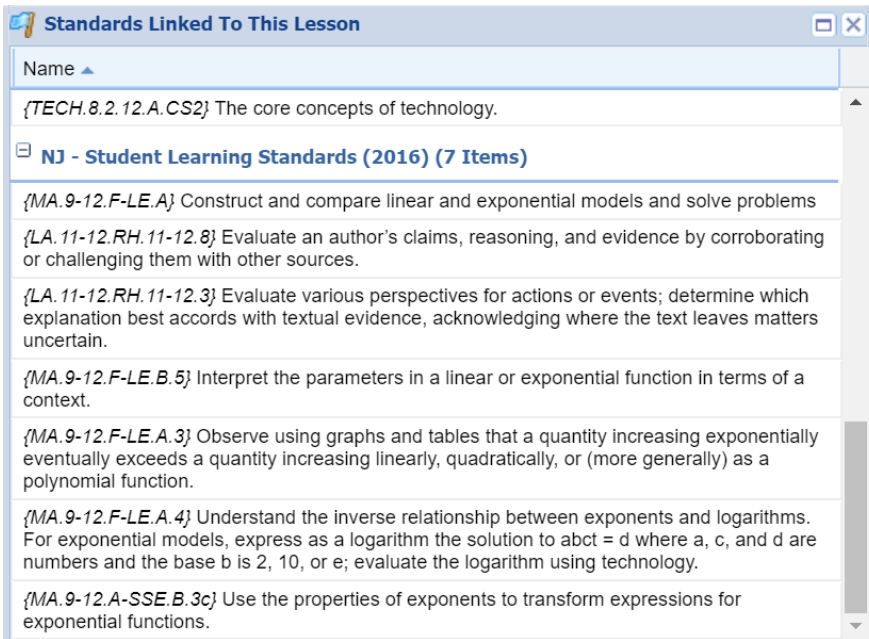 Standards Linked To This Lesson
Name
{TECH.8.2.12.A.CS2} The core concepts of technology.
NJ - Student Learning Standards (2016) (7 Items)
{MA.9-12.F-LE.A} Construct and compare linear and exponential models and solve problems
{LA.11-12.RH.11-12.8} Evaluate an author's claims, reasoning, and evidence by corroborating
or challenging them with other sources.
{LA.11-12.RH.11-12.3} Evaluate various perspectives for actions or events; determine which
explanation best accords with textual evidence, acknowledging where the text leaves matters
uncertain.
{MA.9-12.F-LE.B.5} Interpret the parameters in a linear or exponential function in terms of a
context.
{MA.9-12.F-LE.A.3} Observe using graphs and tables that a quantity increasing exponentially
eventually exceeds a quantity increasing linearly, quadratically, or (more generally) as a
polynomial function.
{MA.9-12.F-LE.A.4} Understand the inverse relationship between exponents and logarithms.
For exponential models, express as a logarithm the solution to abct = d where a, c, and d are
numbers and the base b is 2, 10, or e; evaluate the logarithm using technology.
{MA.9-12.A-SSE.B.3c} Use the properties of exponents to transform expressions for
exponential functions.